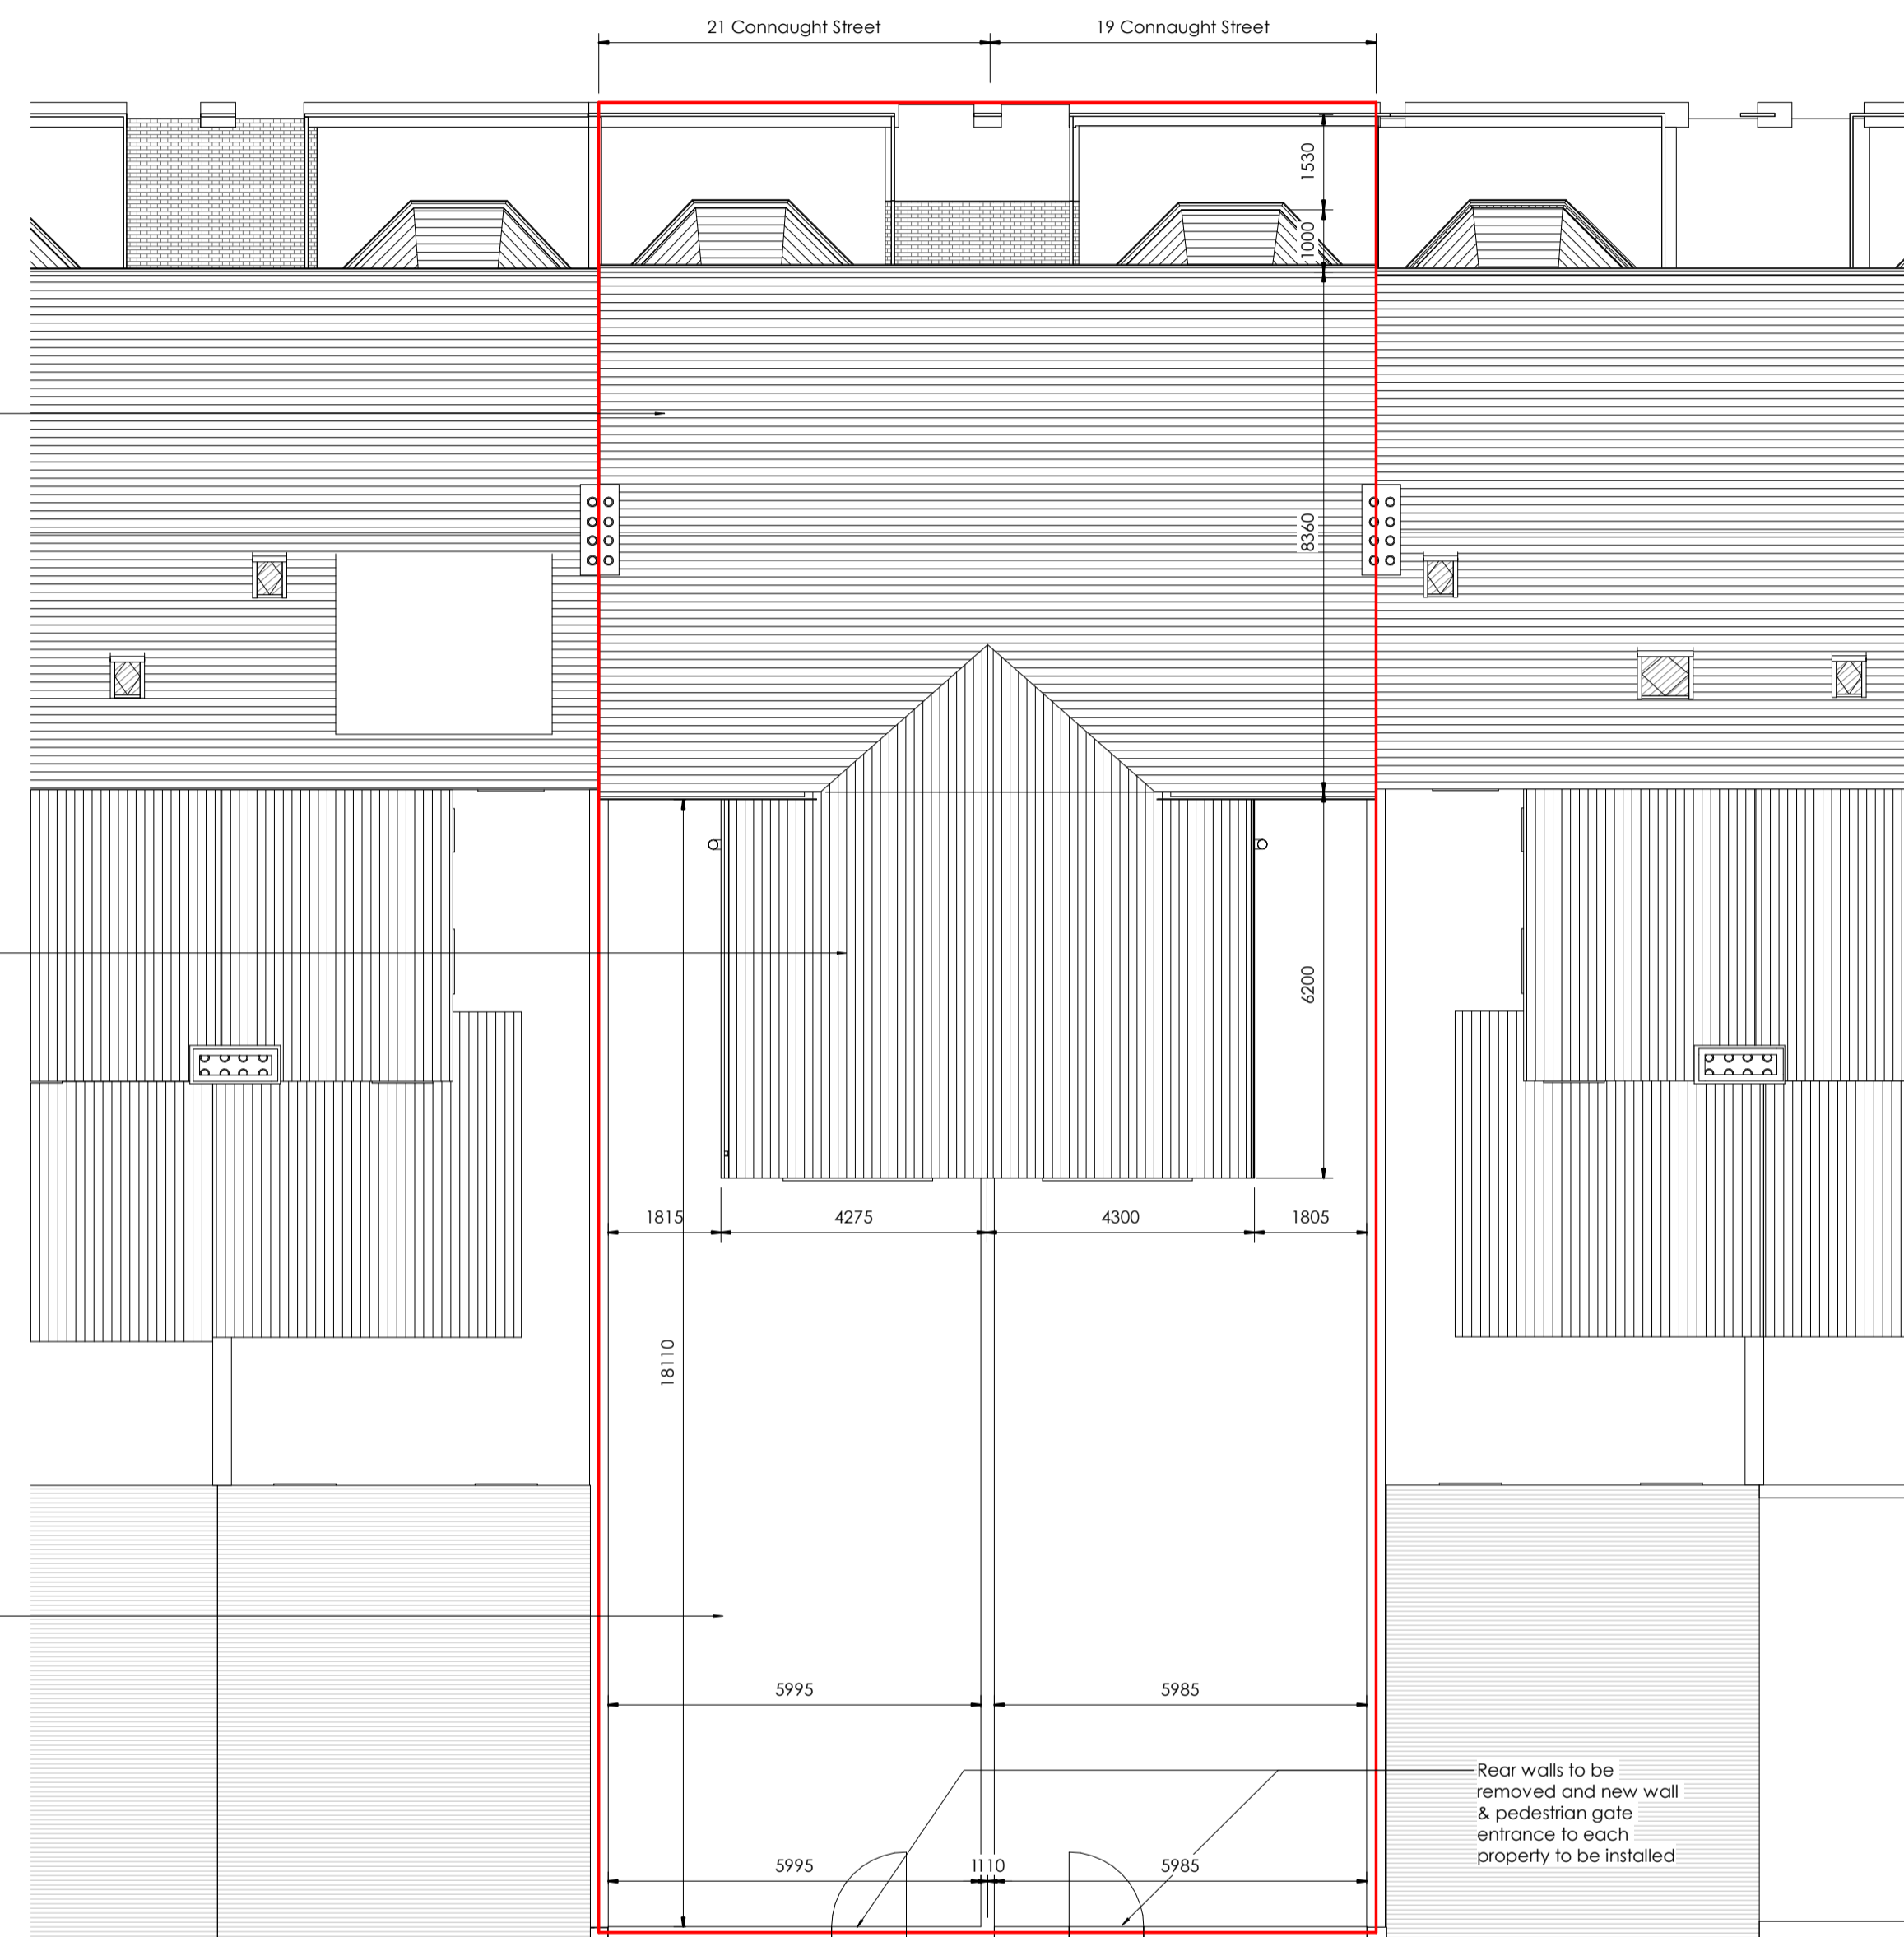 21 Connaught Street
19 Connaught Street
1530
1000
8360
6200
1815
4275
4300
1805
18110
5995
5985
Rear walls to be
removed and new wall
& pedestrian gate
entrance to each
property to be installed
5995
1110
5985